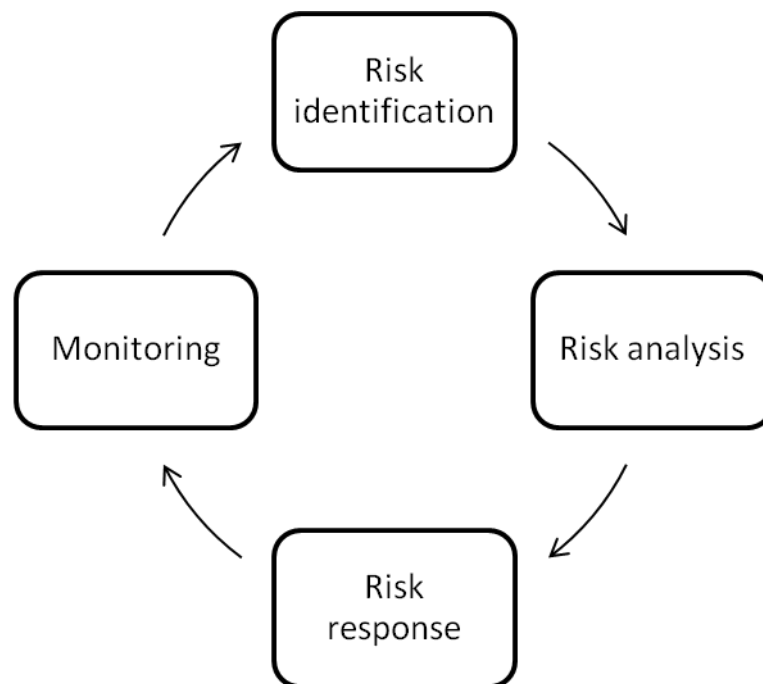 Risk
identification
Risk analysis
Risk
response
Monitoring